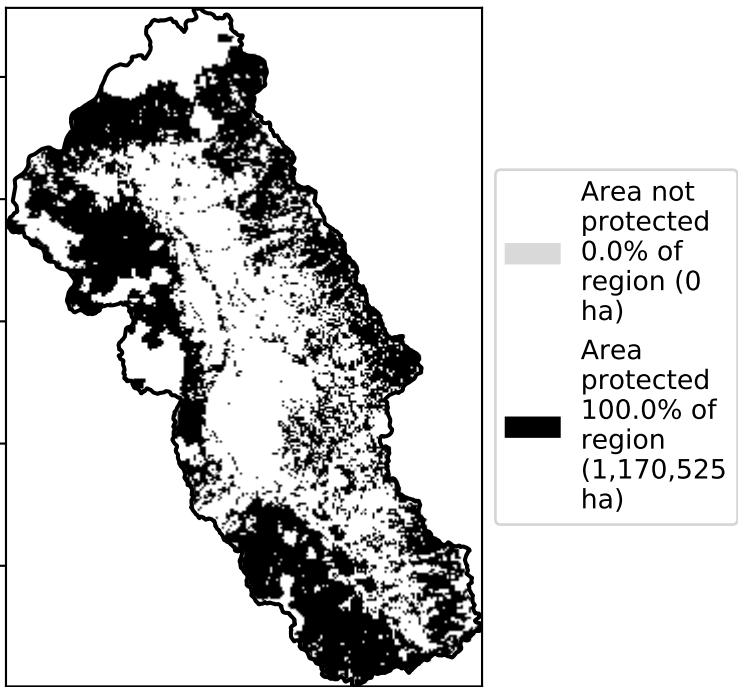 Area not
protected
0.0% of
region (0
ha)
Area
protected
100.0% of
region
(1,170,525
ha)